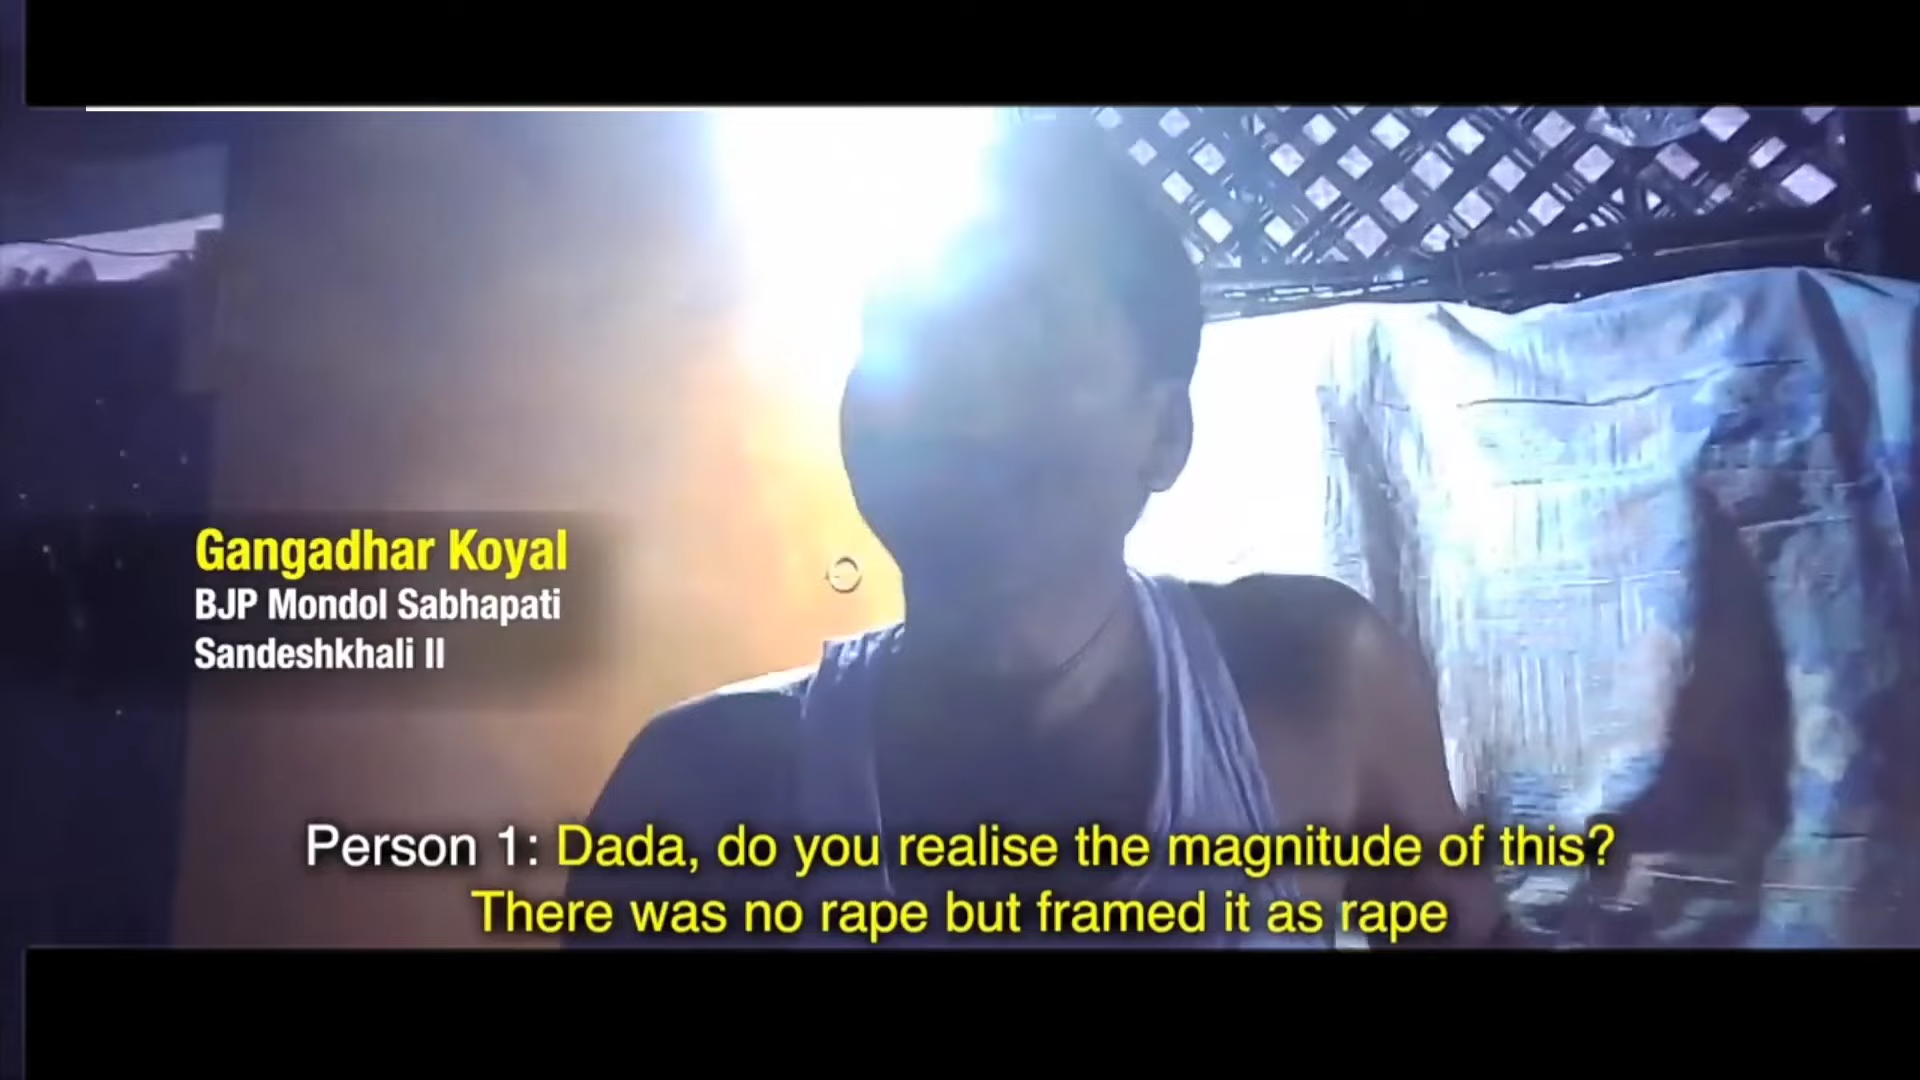 Gangadhar Koyal
BJP Mondol Sabhapati
Sandeshkhali II
Person 1: Dada, do you realise the magnitude of this?
There was no rape but framed it as rape